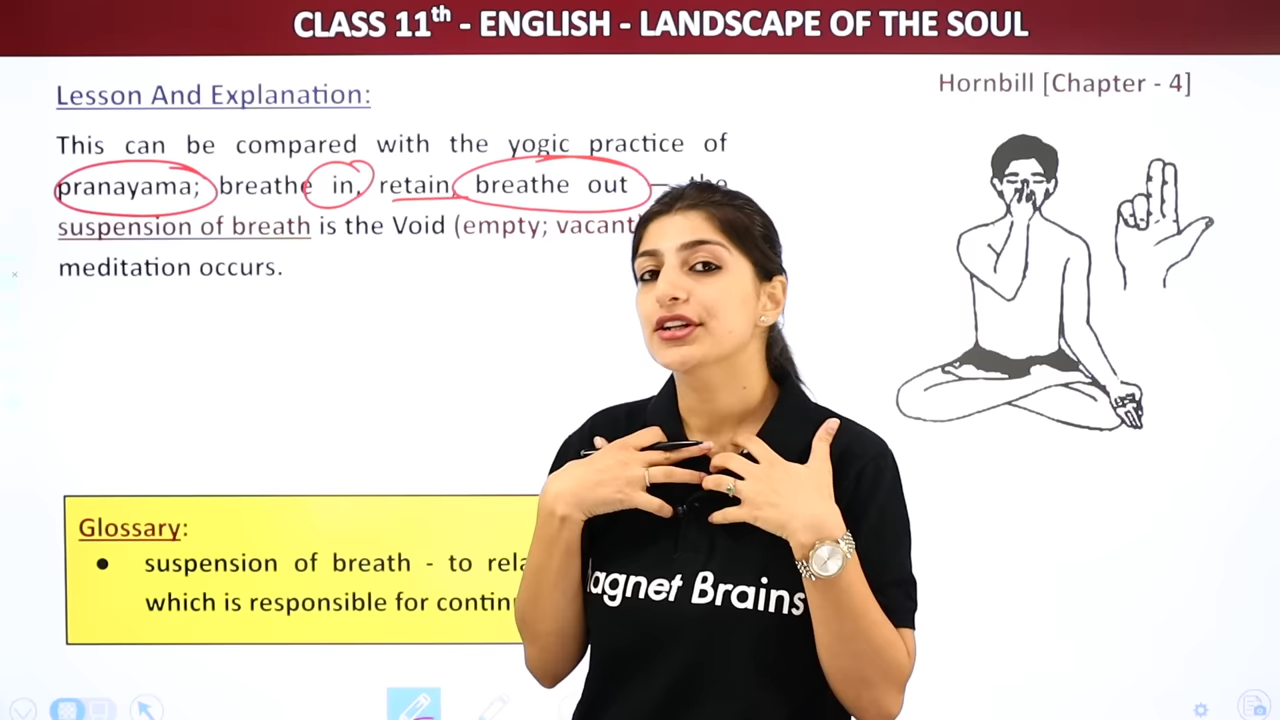 CLASS 11th - ENGLISH - LANDSCAPE OF THE SOUL
Hornbill [Chapter - 4]
Lesson And Explanation:
This can be compared with the yogic practice of
pranayama; breathe in, retain, breathe out — the
suspension of breath is the Void (empty; vacant
meditation occurs.
Glossary:
● suspension of breath - to
which is responsible for
agnet Brains